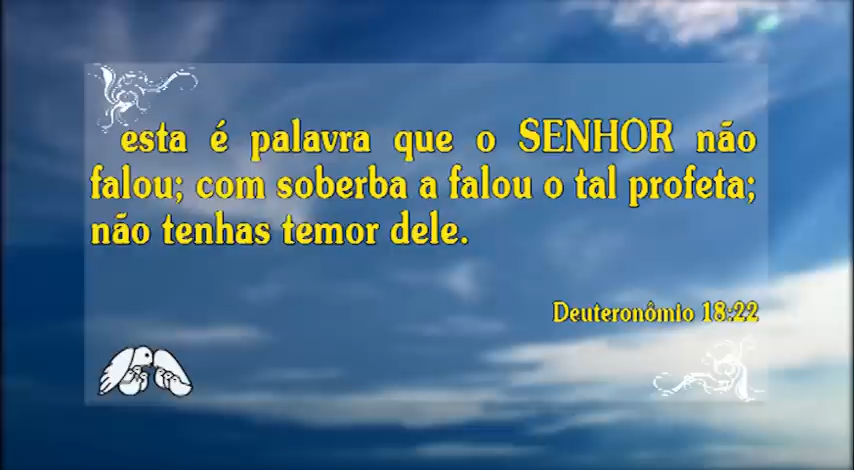 esta é palavra que o SENHOR não
falou; com soberba a falou o tal profeta;
não tenhas temor dele.
Deuteronômio 18:22